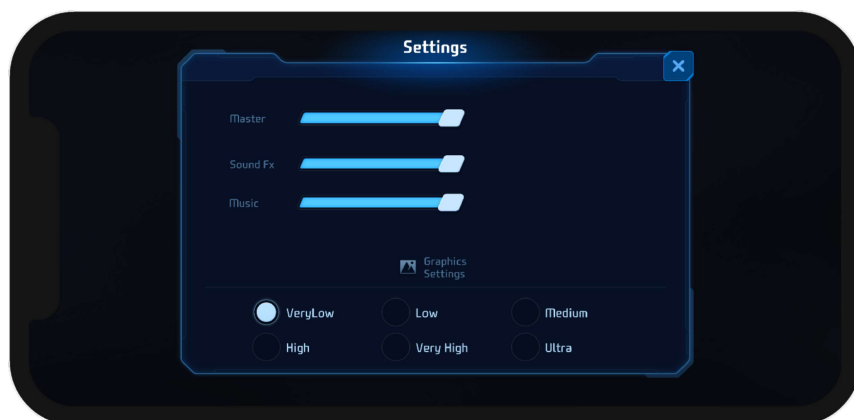 Settings
Master
Sound Fx
Music
Graphics
Settings
VeryLow
Low
Medium
High
Very High
Ultra